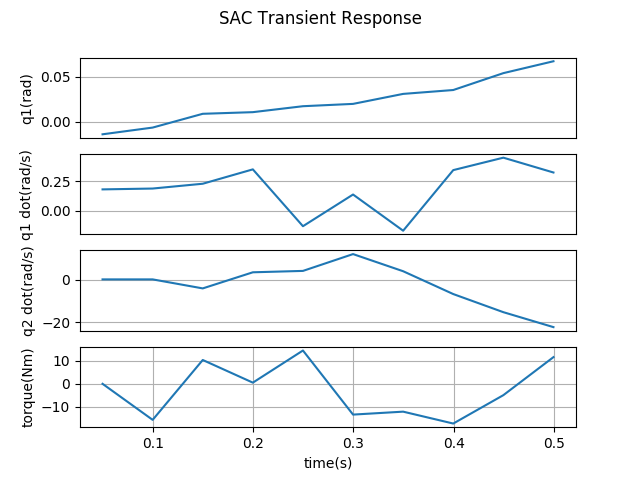 SAC Transient Response
q1(rad)
0.05
0.00
q1 dot(rad/s)
0.25
0.00
q2 dot(rad/s)
0
−20
torque(Nm)
10
0
−10
0.1 0.2 0.3 0.4 0.5
time(s)